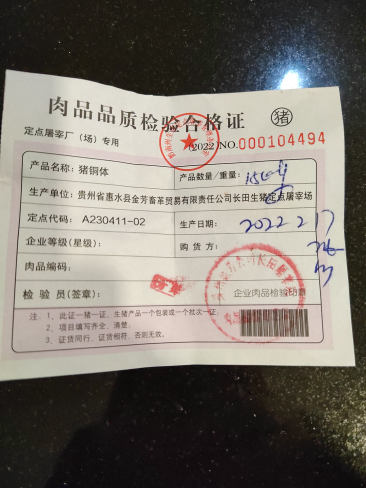 肉品品质检验合格证 猪
定点屠宰厂（场）专用 (2022 NO.000104494
产品名称：猪铜体 产品数量/重量：
生产单位：贵州省惠水县金芳畜革贸易有限责任公司长田生猪定点屠宰场
定点代码：A230411-02 生产日期：2022 2 17
企业等级(星级)： 购货方：
肉品编码：
检验员(签章)： 企业肉品检验
注．1、此证一猪一证，生猪产品一个包装或一个批次一证．
2、项目填写齐全、清楚．
3、证货同行，证货相符，否则无效．